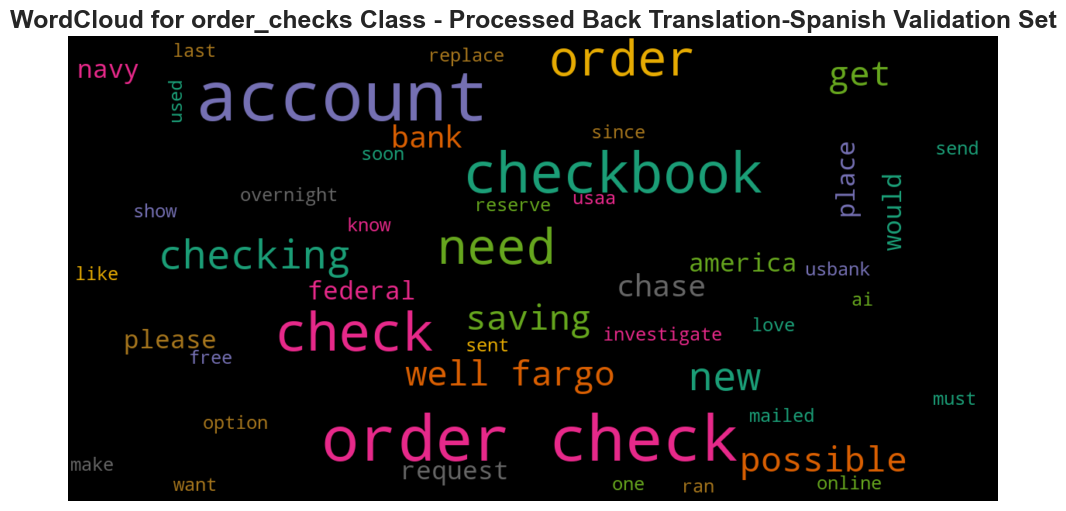 WordCloud for order_checks Class - Processed Back Translation-Spanish Validation Set
last
replace
order
navy
get
used
account
bank
since
soon
checkbook
place
send
overnight
usaa
would
show
reserve
know
need
checking
america
usbank
like
federal
chase
ai
saving
check
investigate
love
please
sent
free
well fargo
new
must
option
mailed
order check
make
request
possible
want
one
ran
online